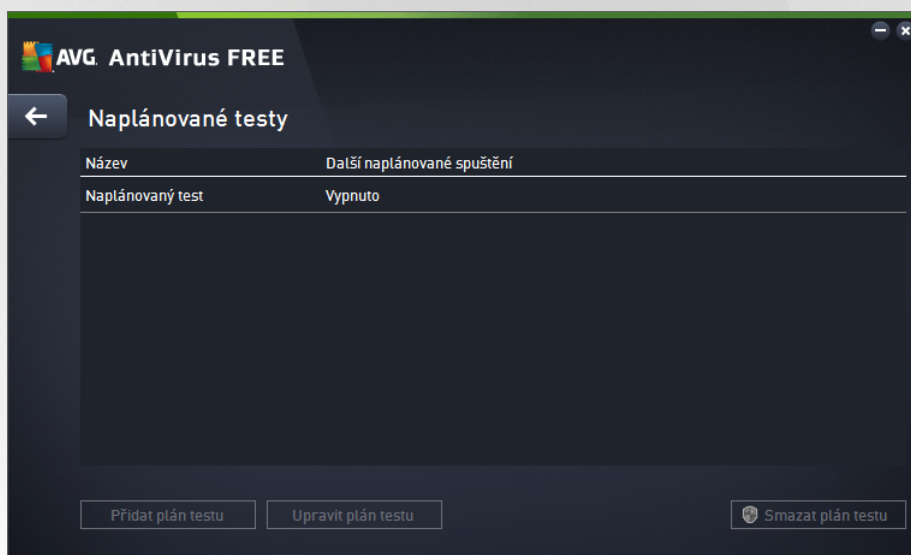 AVG. AntiVirus FREE
Naplánované testy
Název Další naplánované spuštění
Naplánovaný test Vypnuto
Přidat plán testu Upravit plán testu Smazat plán testu